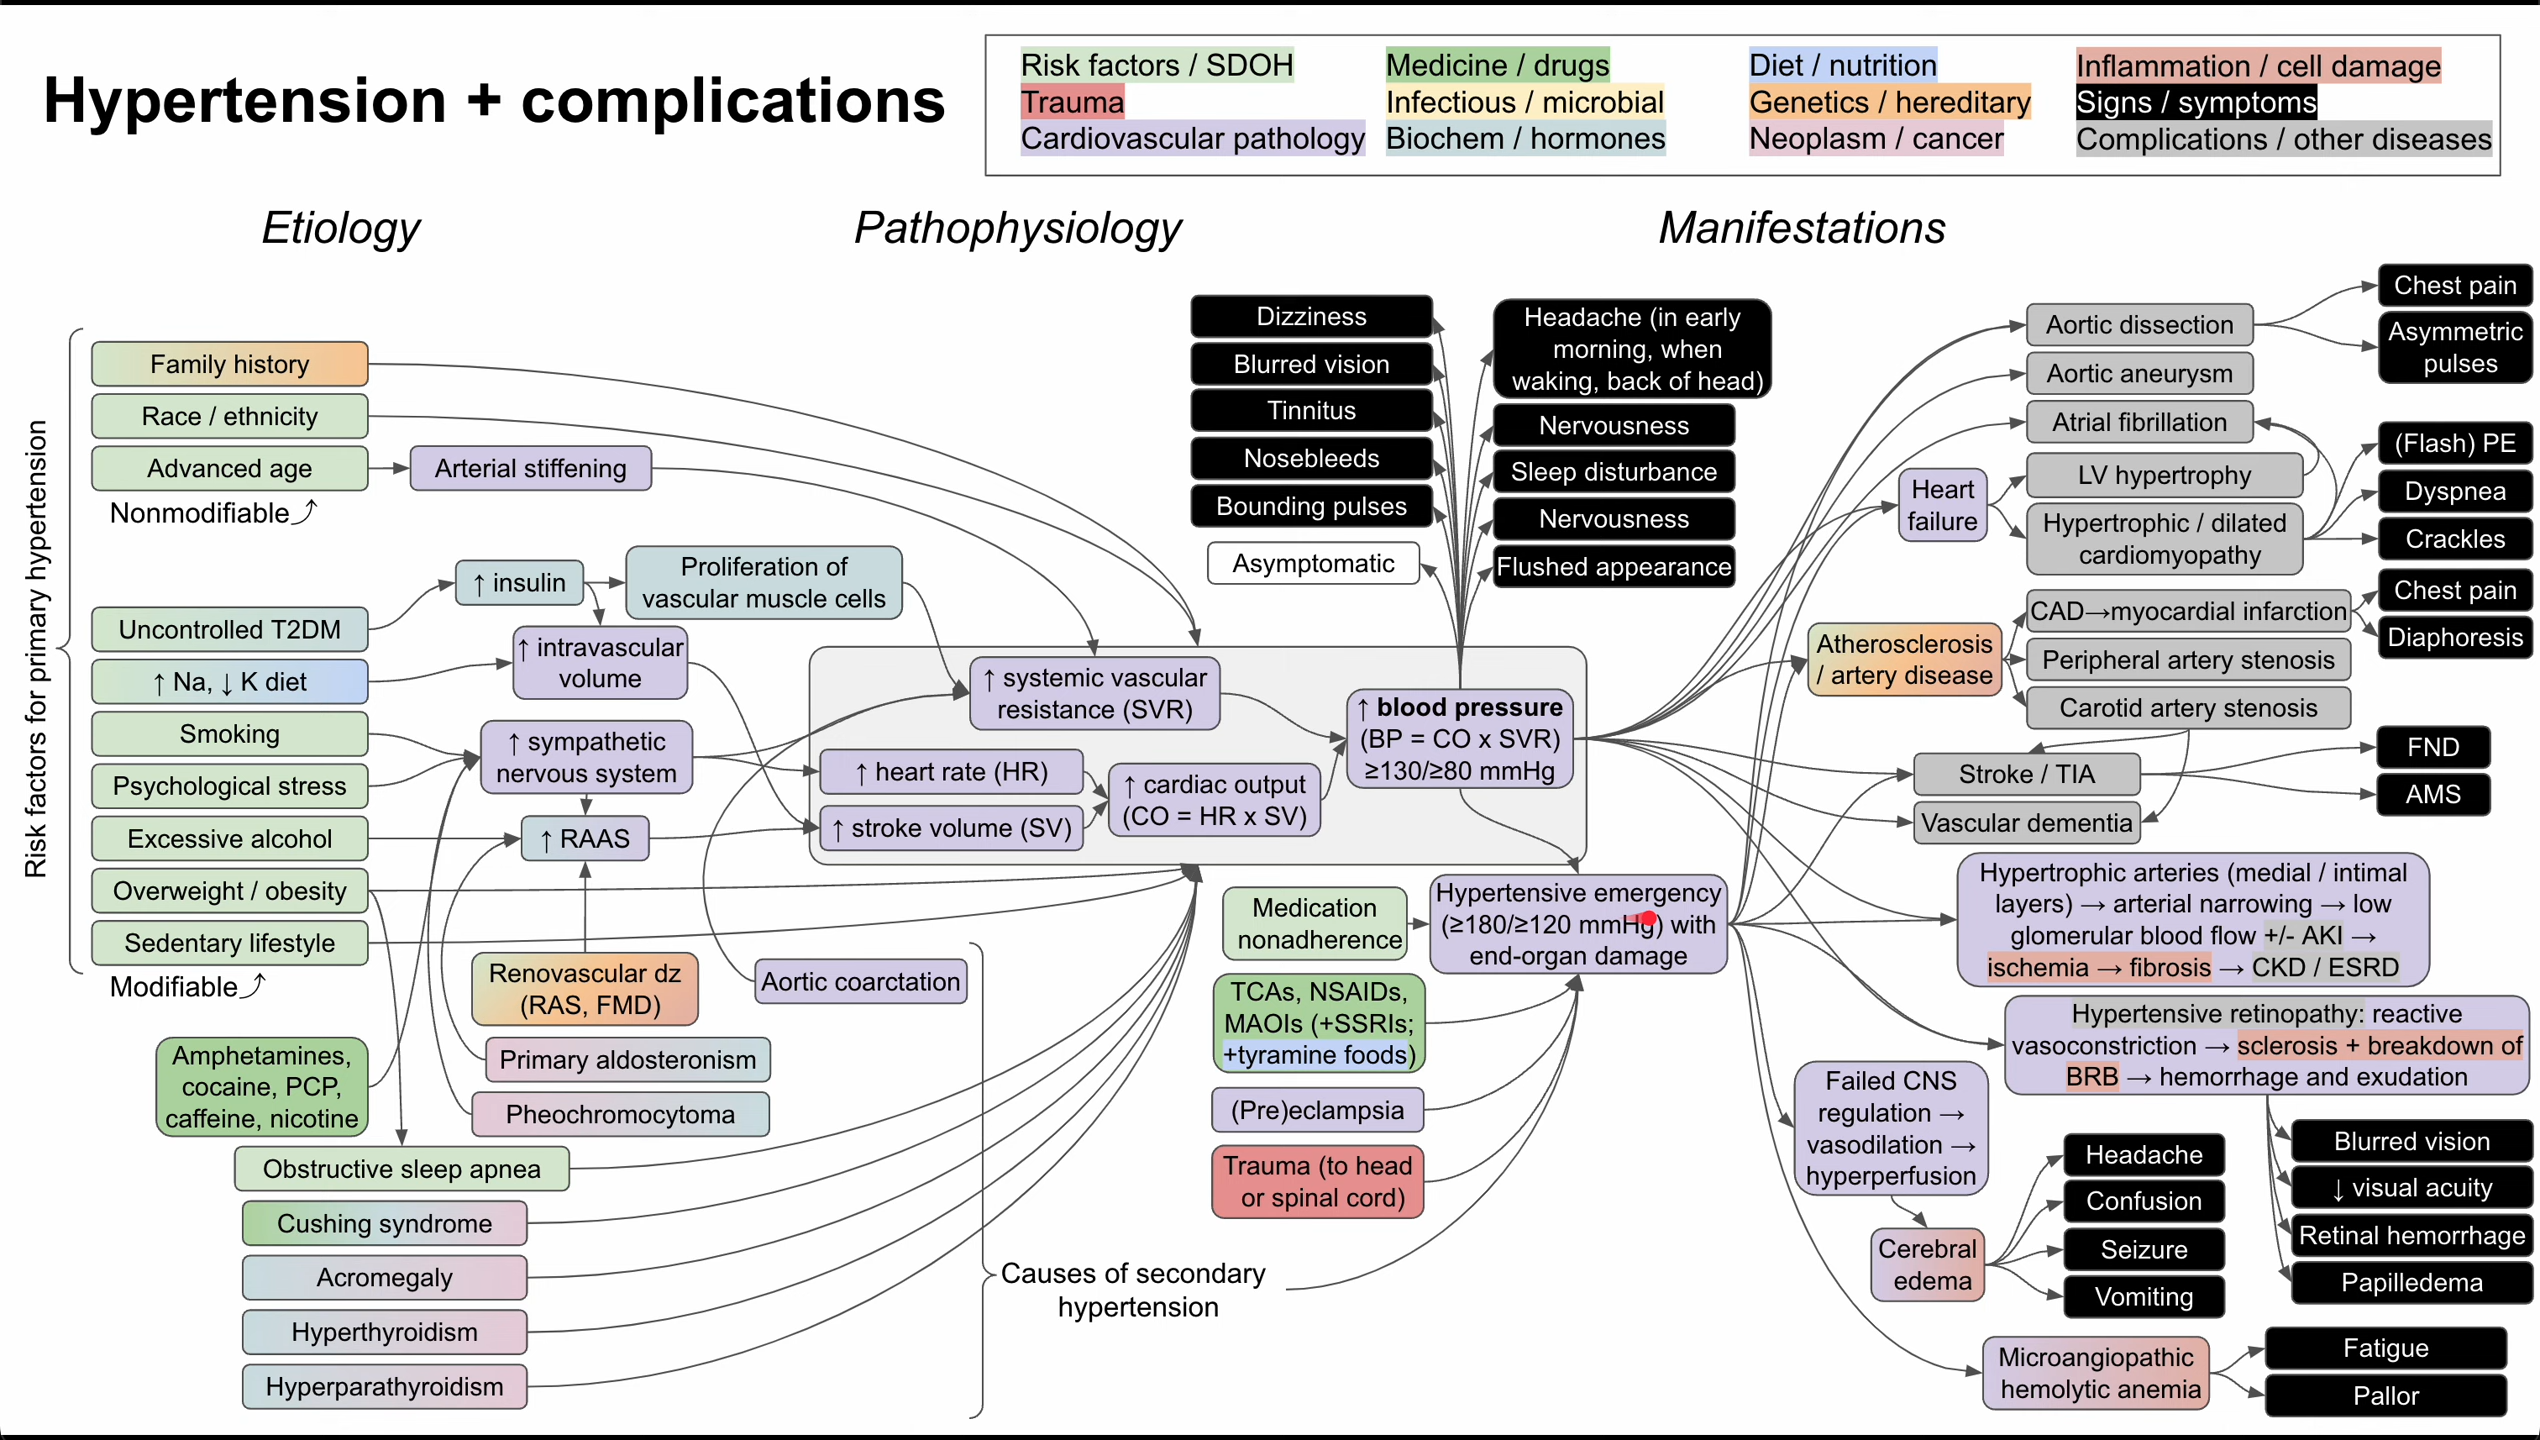 Hypertension + complications
Risk factors / SDOH
Trauma
Cardiovascular pathology
Medicine / drugs
Infectious / microbial
Biochem / hormones
Diet / nutrition
Genetics / hereditary
Neoplasm / cancer
Inflammation / cell damage
Signs / symptoms
Complications / other diseases
Etiology
Pathophysiology
Manifestations
Risk factors for primary hypertension
Family history
Race / ethnicity
Advanced age
Arterial stiffening
Nonmodifiable⤴
↑ insulin
Proliferation of
vascular muscle cells
Uncontrolled T2DM
↑ Na, ↓ K diet
↑ intravascular
volume
Smoking
Psychological stress
↑ sympathetic
nervous system
Excessive alcohol
↑ RAAS
Overweight / obesity
Sedentary lifestyle
Modifiable⤴
Renovascular dz
(RAS, FMD)
Aortic coarctation
Amphetamines,
cocaine, PCP,
caffeine, nicotine
Primary aldosteronism
Pheochromocytoma
Obstructive sleep apnea
Cushing syndrome
Acromegaly
Hyperthyroidism
Hyperparathyroidism
Causes of secondary
hypertension
↑ systemic vascular
resistance (SVR)
↑ heart rate (HR)
↑ stroke volume (SV)
↑ cardiac output
(CO = HR x SV)
↑ blood pressure
(BP = CO x SVR)
≥130/≥80 mmHg
Dizziness
Blurred vision
Tinnitus
Nosebleeds
Bounding pulses
Asymptomatic
Headache (in early
morning, when
waking, back of head)
Nervousness
Sleep disturbance
Nervousness
Flushed appearance
Medication
nonadherence
Hypertensive emergency
(≥180/≥120 mmHg) with
end-organ damage
TCAs, NSAIDs,
MAOIs (+SSRIs;
+tyramine foods)
(Pre)eclampsia
Trauma (to head
or spinal cord)
Aortic dissection
Chest pain
Asymmetric
pulses
Aortic aneurysm
Atrial fibrillation
Heart
failure
LV hypertrophy
Hypertrophic / dilated
cardiomyopathy
(Flash) PE
Dyspnea
Crackles
Atherosclerosis
/ artery disease
CAD→myocardial infarction
Peripheral artery stenosis
Carotid artery stenosis
Chest pain
Diaphoresis
Stroke / TIA
Vascular dementia
FND
AMS
Hypertrophic arteries (medial / intimal
layers) → arterial narrowing → low
glomerular blood flow +/- AKI →
ischemia → fibrosis → CKD / ESRD
Hypertensive retinopathy: reactive
vasoconstriction → sclerosis + breakdown of
BRB → hemorrhage and exudation
Blurred vision
↓ visual acuity
Retinal hemorrhage
Papilledema
Failed CNS
regulation →
vasodilation →
hyperperfusion
Cerebral
edema
Headache
Confusion
Seizure
Vomiting
Microangiopathic
hemolytic anemia
Fatigue
Pallor